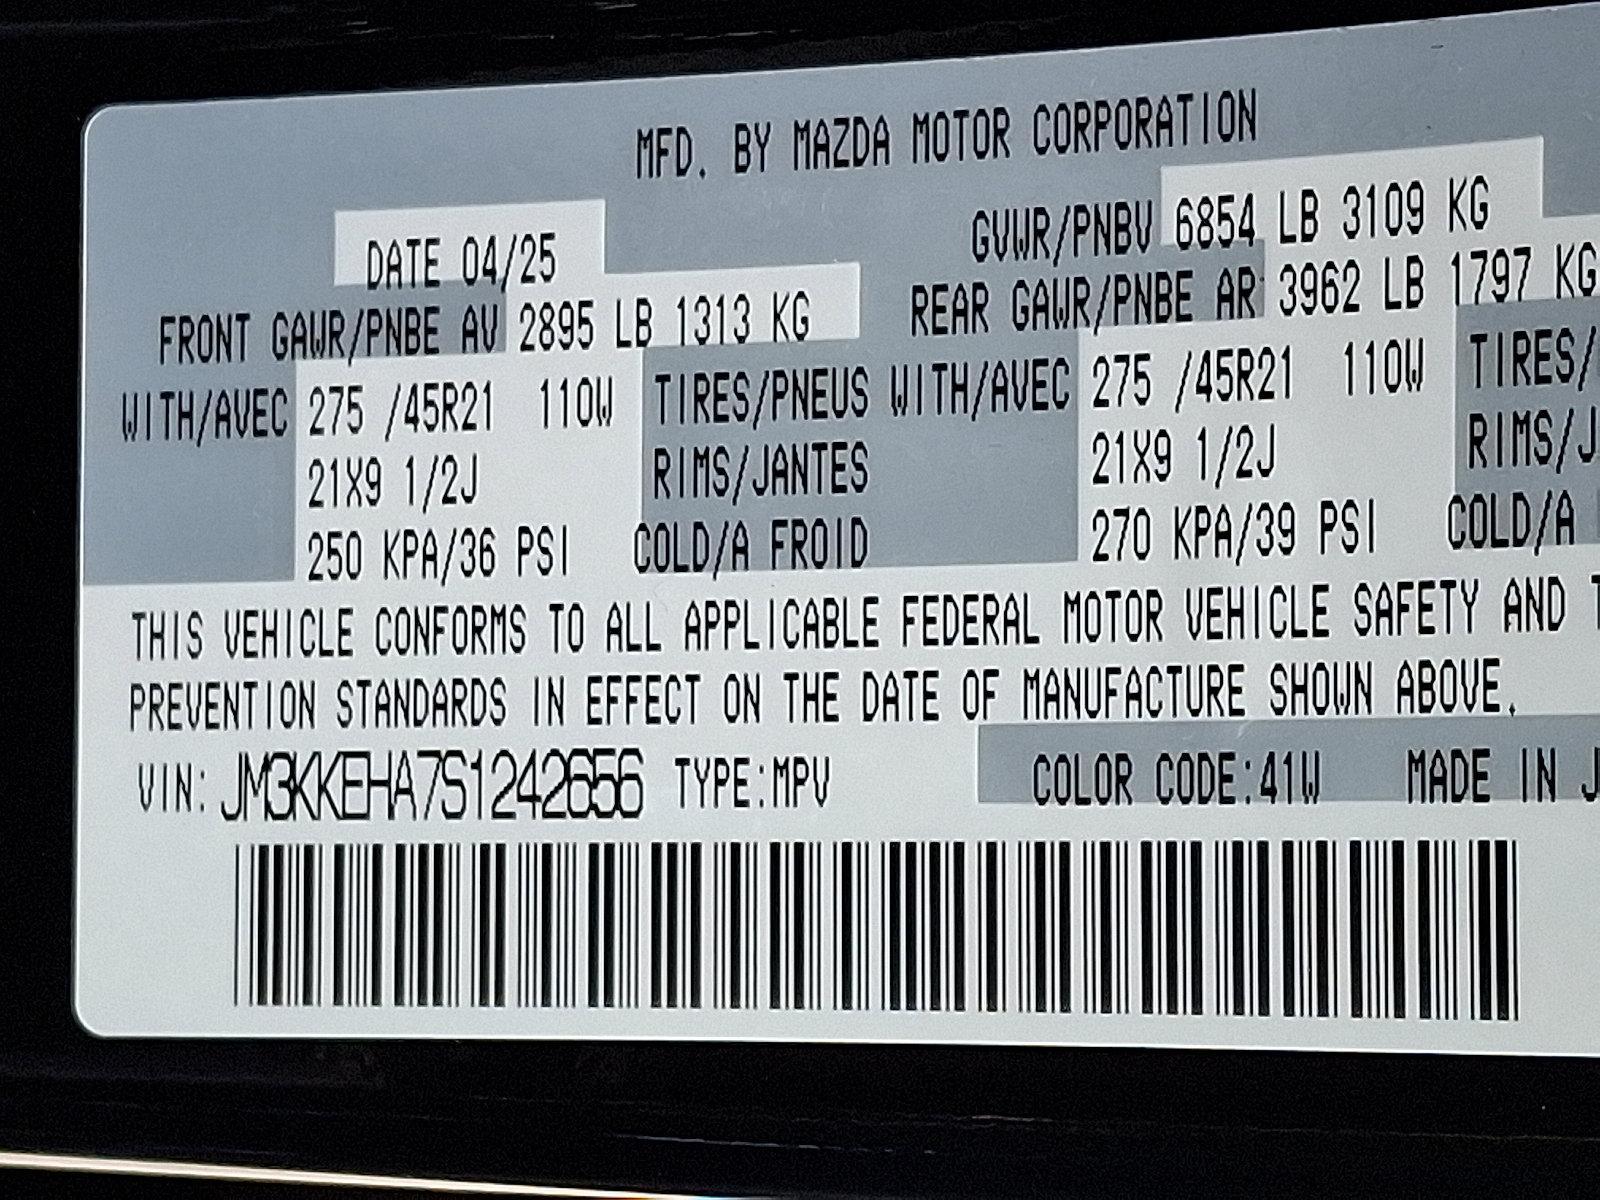 MFD. BY MAZDA MOTOR CORPORATION
DATE 04/25 GVWR/PNBV 6854 LB 3109 KG
FRONT GAWR/PNBE AV 2895 LB 1313 KG REAR GAWR/PNBE AR 3962 LB 1797 KG
WITH/AVEC 275 /45R21 110W TIRES/PNEUS WITH/AVEC 275 /45R21 110W TIRES/
21X9 1/2J RIMS/JANTES 21X9 1/2J RIMS/J
250 KPA/36 PSI COLD/A FROID 270 KPA/39 PSI COLD/A
THIS VEHICLE CONFORMS TO ALL APPLICABLE FEDERAL MOTOR VEHICLE SAFETY AND T
PREVENTION STANDARDS IN EFFECT ON THE DATE OF MANUFACTURE SHOWN ABOVE.
VIN: JM3KKEHA7S1242656 TYPE:MPV COLOR CODE:41W MADE IN J